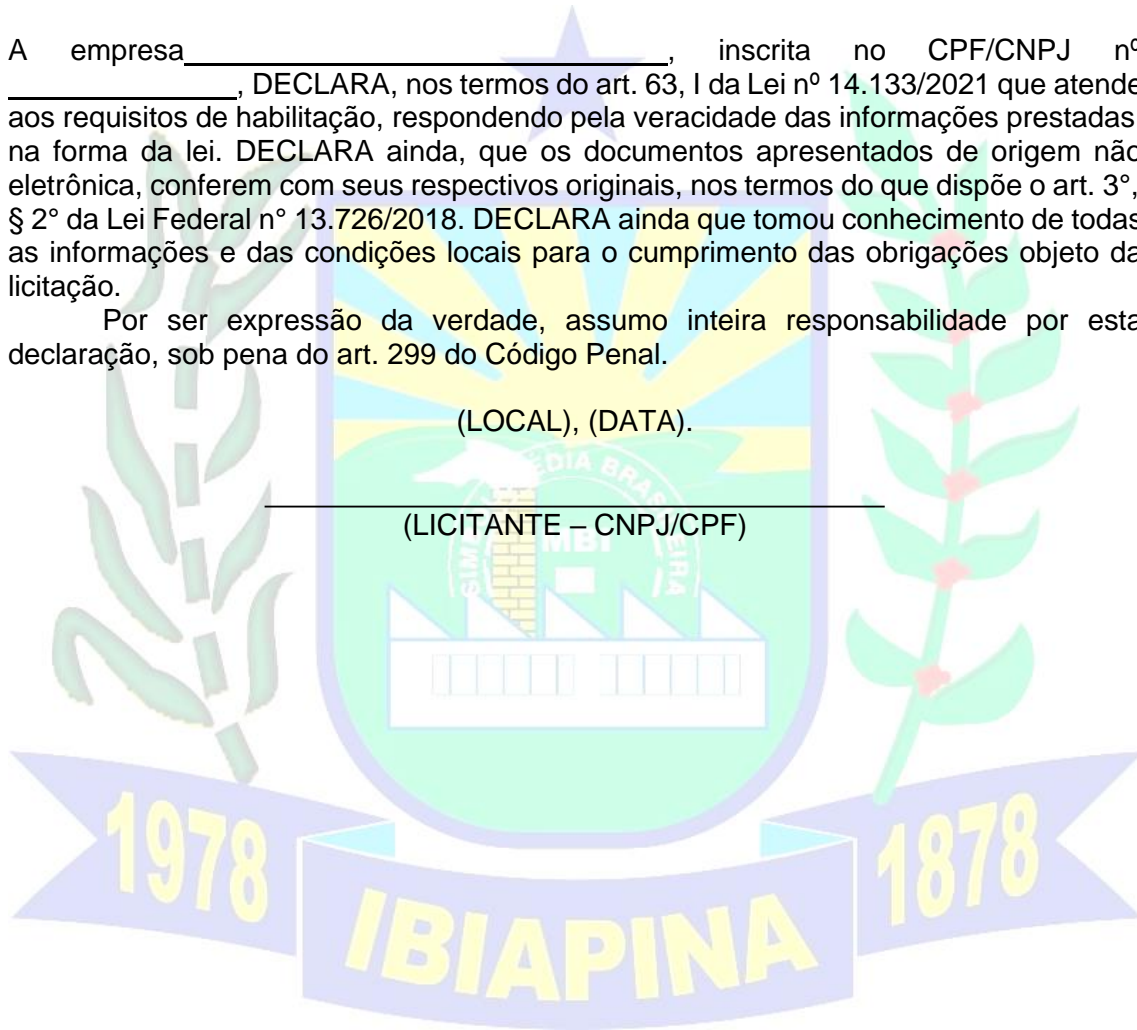 A empresa________________________________, inscrita no CPF/CNPJ nº
_______________, DECLARA, nos termos do art. 63, I da Lei nº 14.133/2021 que atende
aos requisitos de habilitação, respondendo pela veracidade das informações prestadas
na forma da lei. DECLARA ainda, que os documentos apresentados de origem não
eletrônica, conferem com seus respectivos originais, nos termos do que dispõe o art. 3°,
§ 2° da Lei Federal n° 13.726/2018. DECLARA ainda que tomou conhecimento de todas
as informações e das condições locais para o cumprimento das obrigações objeto da
licitação.
Por ser expressão da verdade, assumo inteira responsabilidade por esta
declaração, sob pena do art. 299 do Código Penal.
(LOCAL), (DATA).
(LICITANTE – CNPJ/CPF)
BRASILEIRA
1978
IBIAPINA
1878